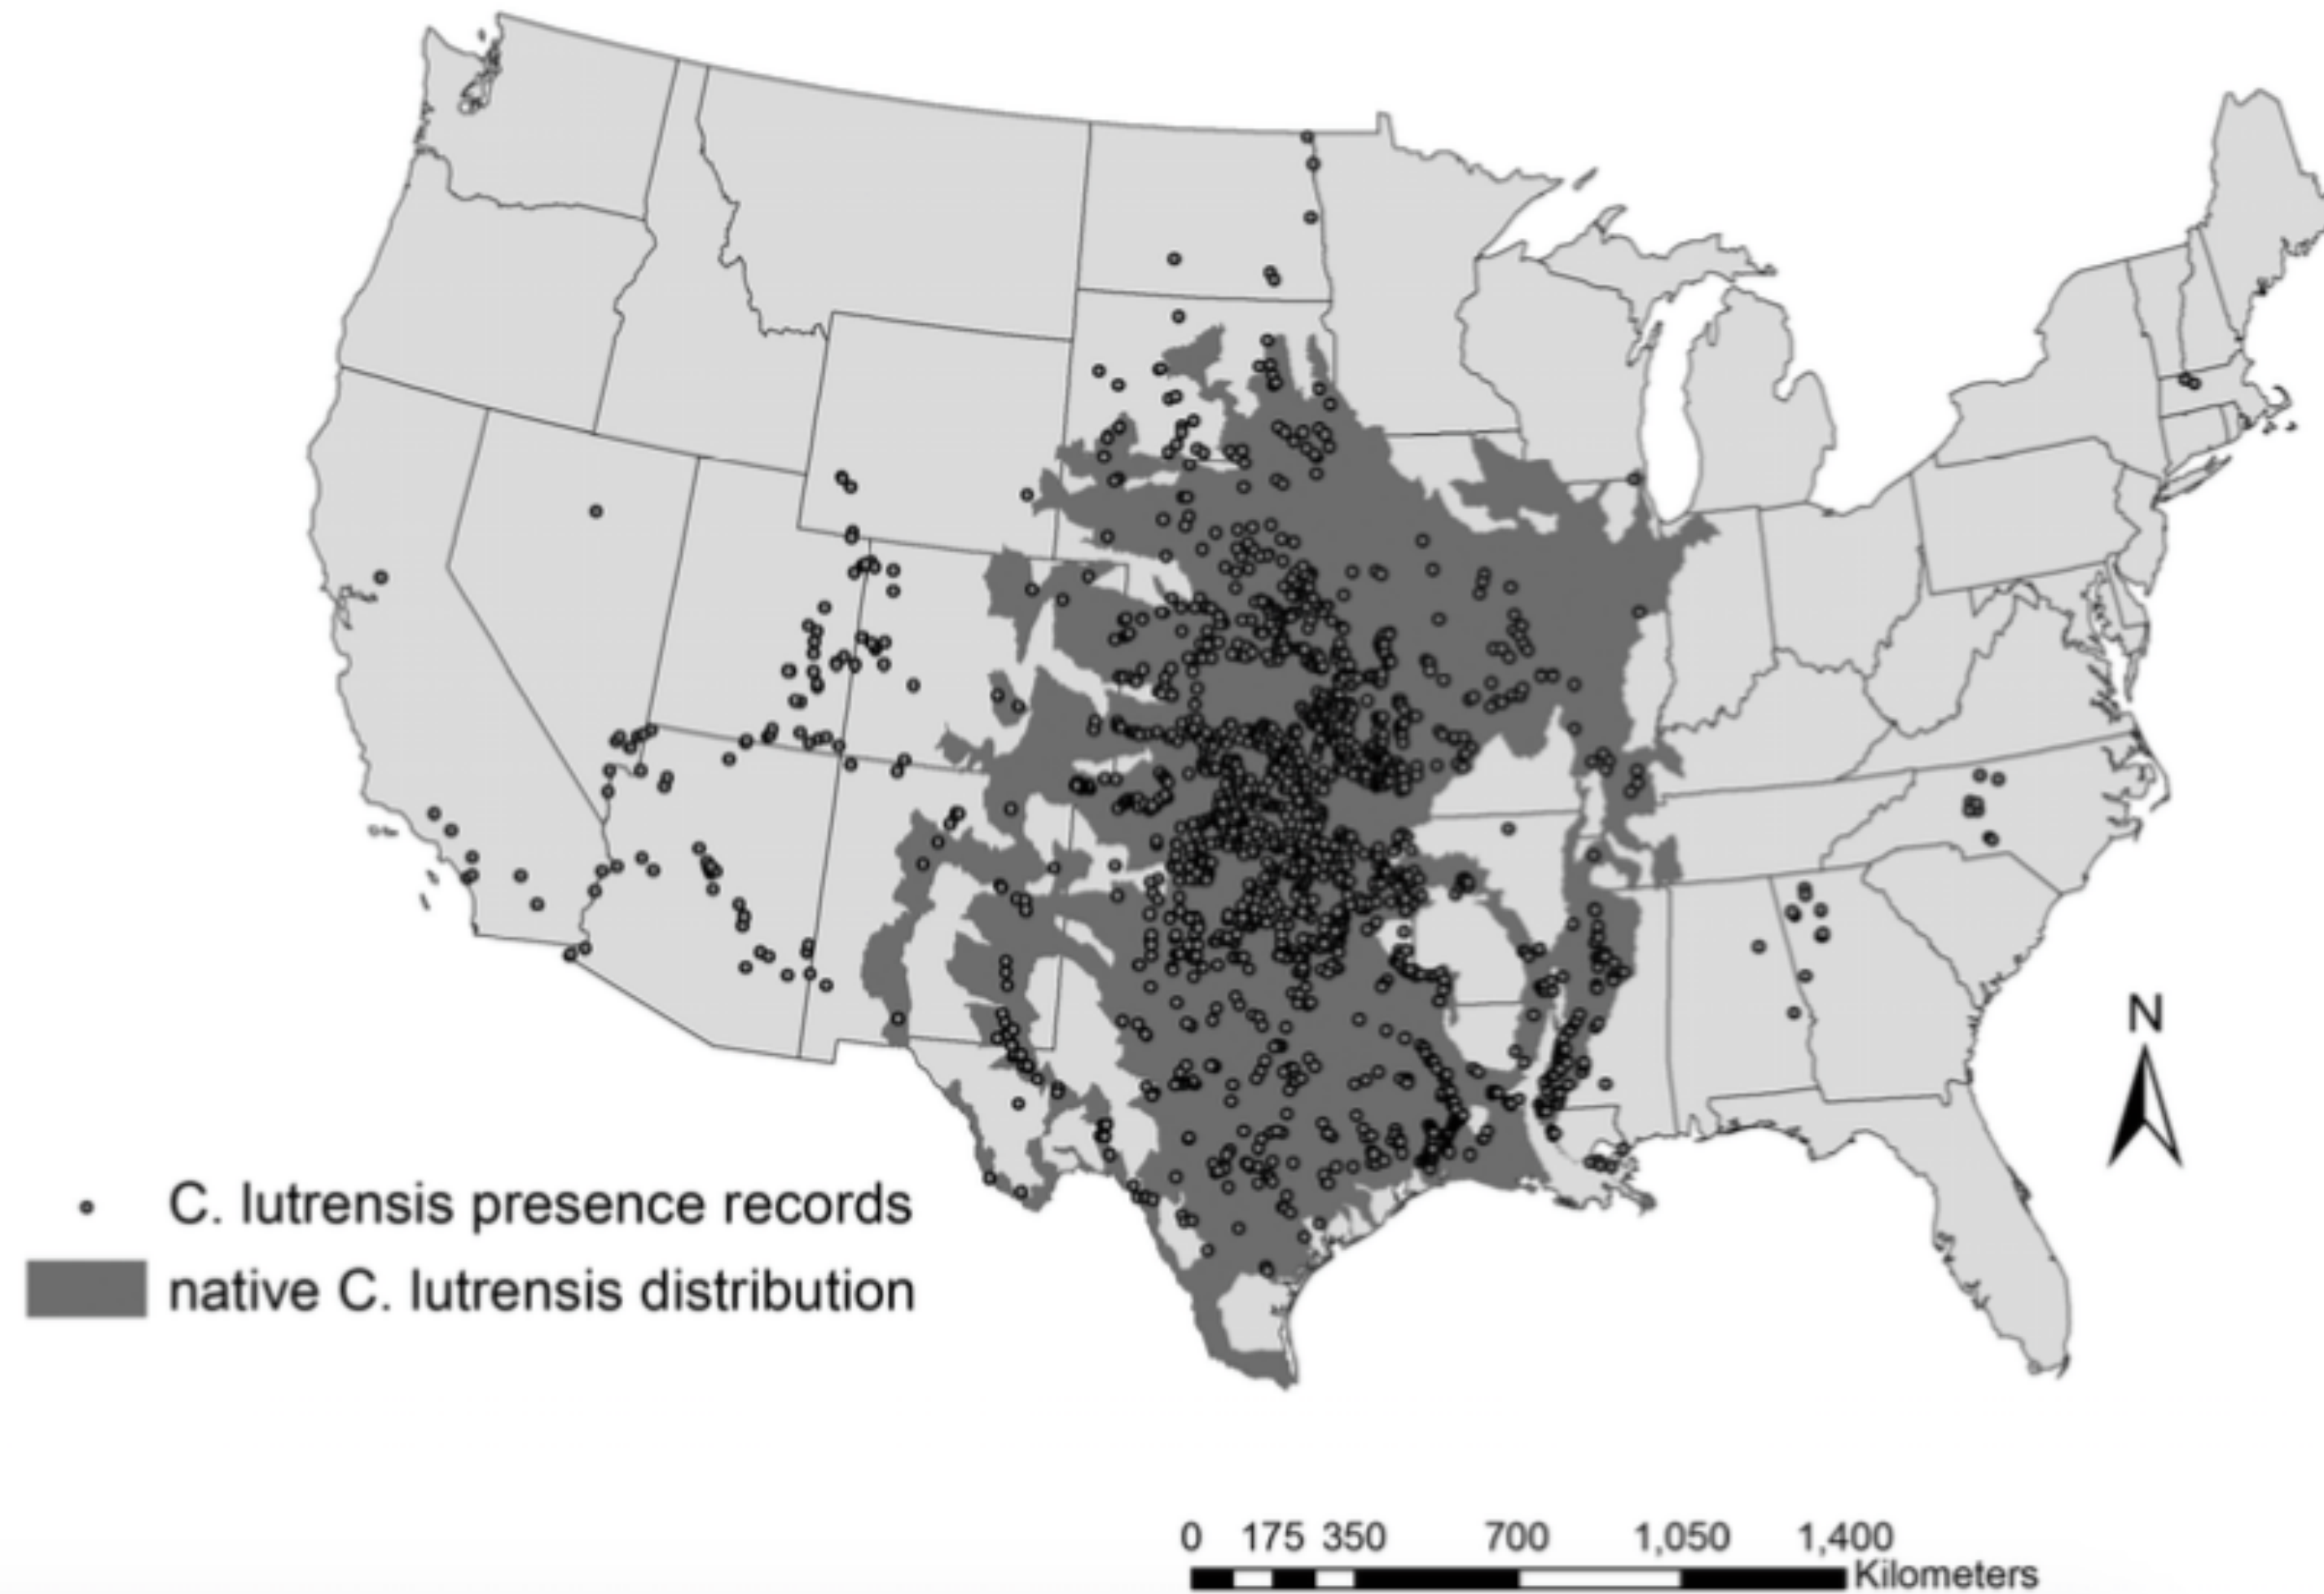 N
C. lutrensis presence records
native C. lutrensis distribution
0 175 350 700 1,050 1,400
Kilometers